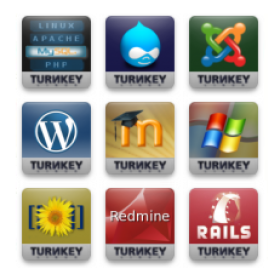 LINUX
APACHE
MySQL
PHP
TURNKEY
TURNKEY
TURNKEY
W
TURNKEY
m
TURNKEY
TURNKEY
TURNKEY
Redmine
TURNKEY
RAILS
TURNKEY